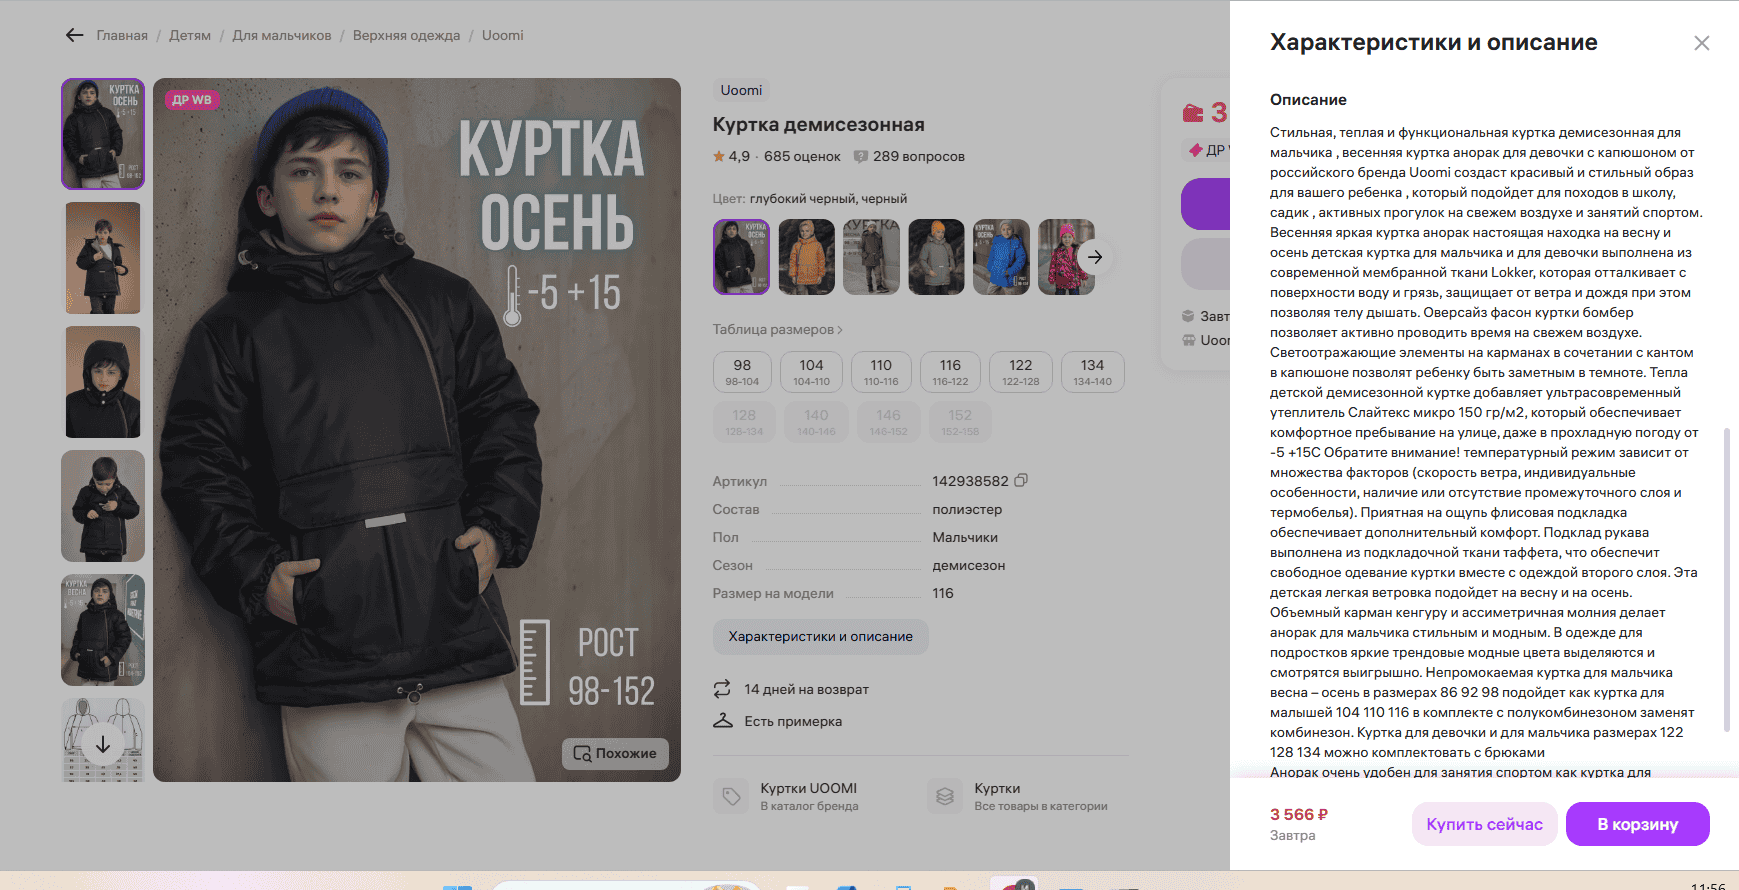 Главная / Детям / Для мальчиков / Верхняя одежда / Uoomi
ДР WB
КУРТКА
ОСЕНЬ
-5 +15
РОСТ
98-152
Похожие
КУРТКА
ОСЕНЬ
Uoomi
Куртка демисезонная
4,9 · 685 оценок 289 вопросов
Цвет: глубокий черный, черный
Таблица размеров
98 104 110 116 122 134
98-104 104-110 110-116 116-122 122-128 134-140
128 140 146 152
128-134 140-146 146-152 152-158
Артикул 142938582
Состав полиэстер
Пол Мальчики
Сезон демисезон
Размер на модели 116
Характеристики и описание
14 дней на возврат
Есть примерка
Куртки UOOMI
В каталог бренда
Куртки
Все товары в категории
3
ДР
Завт
Uoor
Характеристики и описание
Описание
Стильная, теплая и функциональная куртка демисезонная для
мальчика , весенняя куртка анорак для девочки с капюшоном от
российского бренда Uoomi создаст красивый и стильный образ
для вашего ребенка , который подойдет для походов в школу,
садик , активных прогулок на свежем воздухе и занятий спортом.
Весенняя яркая куртка анорак настоящая находка на весну и
осень детская куртка для мальчика и для девочки выполнена из
современной мембранной ткани Lokker, которая отталкивает с
поверхности воду и грязь, защищает от ветра и дождя при этом
позволяя телу дышать. Оверсайз фасон куртки бомбер
позволяет активно проводить время на свежем воздухе.
Светоотражающие элементы на карманах в сочетании с кантом
в капюшоне позволят ребенку быть заметным в темноте. Тепла
детской демисезонной куртке добавляет ультрасовременный
утеплитель Слайтекс микро 150 гр/м2, который обеспечивает
комфортное пребывание на улице, даже в прохладную погоду от
-5 +15С Обратите внимание! температурный режим зависит от
множества факторов (скорость ветра, индивидуальные
особенности, наличие или отсутствие промежуточного слоя и
термобелья). Приятная на ощупь флисовая подкладка
обеспечивает дополнительный комфорт. Подклад рукава
выполнена из подкладочной ткани таффета, что обеспечит
свободное одевание куртки вместе с одеждой второго слоя. Эта
детская легкая ветровка подойдет на весну и на осень.
Объемный карман кенгуру и ассиметричная молния делает
анорак для мальчика стильным и модным. В одежде для
подростков яркие трендовые модные цвета выделяются и
смотрятся выигрышно. Непромокаемая куртка для мальчика
весна – осень в размерах 86 92 98 подойдет как куртка для
малышей 104 110 116 в комплекте с полукомбинезоном заменят
комбинезон. Куртка для девочки и для мальчика размерах 122
128 134 можно комплектовать с брюками
Анорак очень удобен для занятия спортом как куртка для
3 566 ₽
Завтра
Купить сейчас
В корзину
11:56